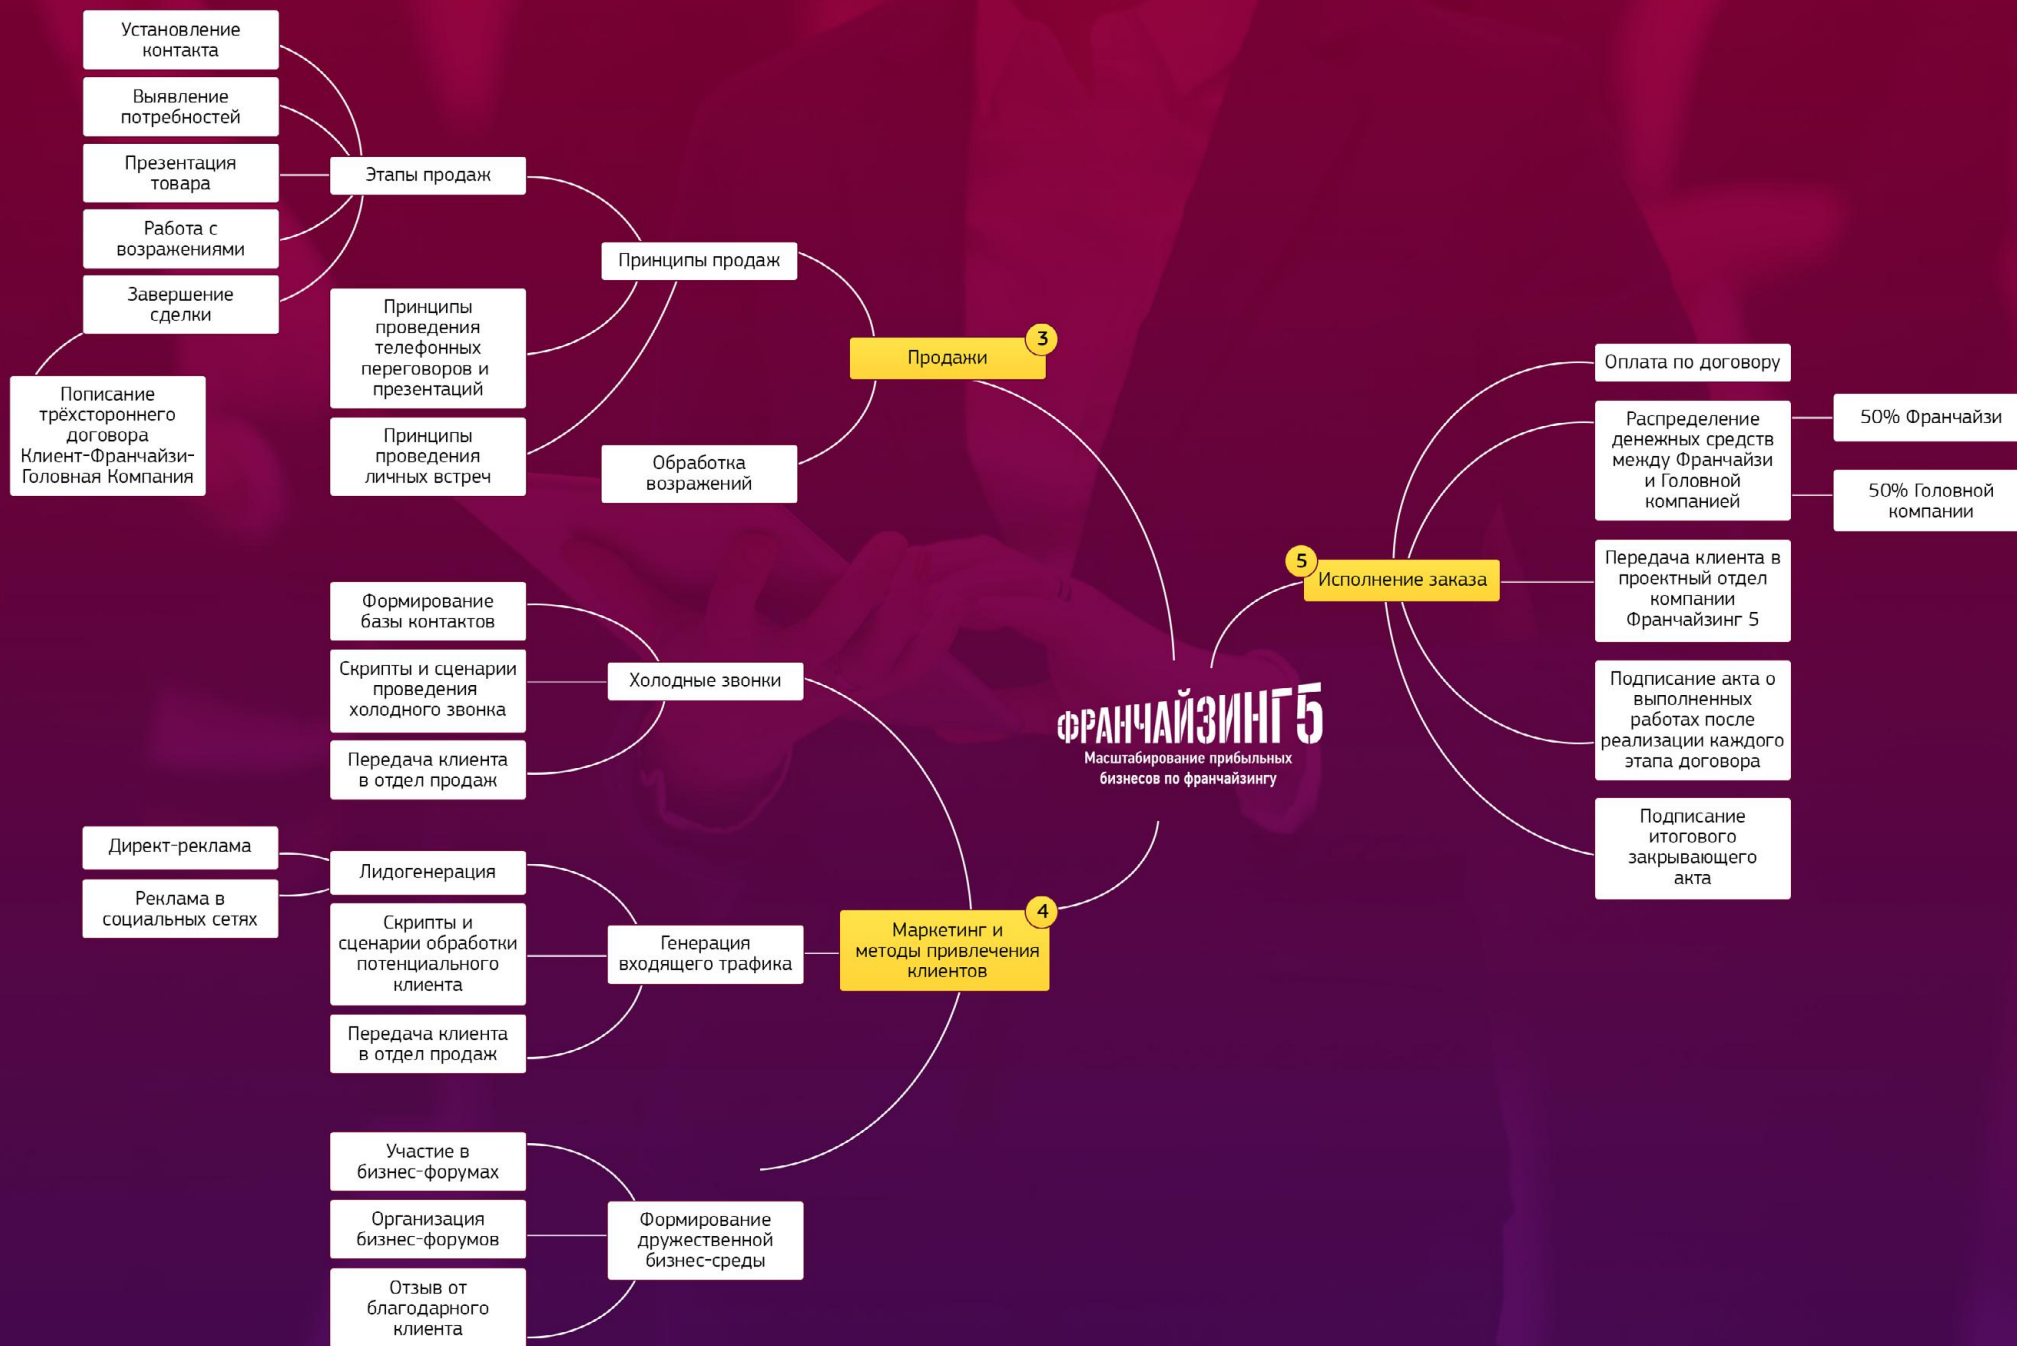 Установление
контакта
Выявление
потребностей
Презентация
товара
Работа с
возражениями
Завершение
сделки
Пописание
трёхстороннего
договора
Клиент-Франчайзи-
Головная Компания
Этапы продаж
Принципы
проведения
телефонных
переговоров и
презентаций
Принципы
проведения
личных встреч
Принципы продаж
Обработка
возражений
3
Продажи
Формирование
базы контактов
Скрипты и сценарии
проведения
холодного звонка
Передача клиента
в отдел продаж
Холодные звонки
Директ-реклама
Реклама в
социальных сетях
Лидогенерация
Скрипты и
сценарии обработки
потенциального
клиента
Передача клиента
в отдел продаж
Генерация
входящего трафика
4
Маркетинг и
методы привлечения
клиентов
Участие в
бизнес-форумах
Организация
бизнес-форумов
Отзыв от
благодарного
клиента
Формирование
дружественной
бизнес-среды
ФРАНЧАЙЗИНГ5
Масштабирование прибыльных
бизнесов по франчайзингу
5
Исполнение заказа
Оплата по договору
Распределение
денежных средств
между Франчайзи
и Головной
компанией
50% Франчайзи
50% Головной
компании
Передача клиента в
проектный отдел
компании
Франчайзинг 5
Подписание акта о
выполненных
работах после
реализации каждого
этапа договора
Подписание
итогового
закрывающего
акта